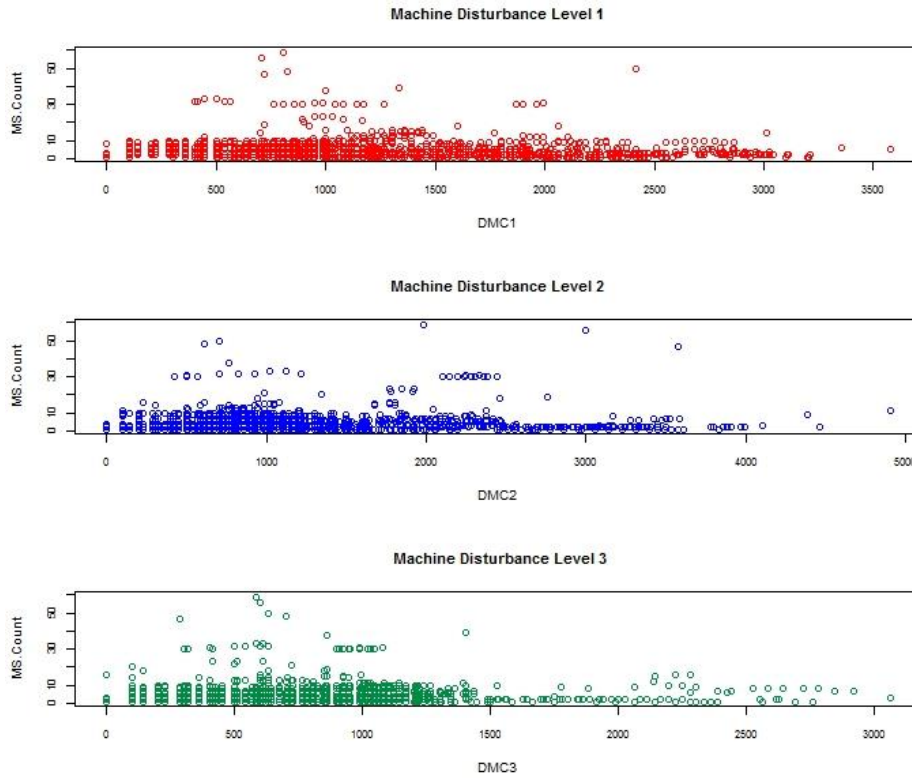 Machine Disturbance Level 1
MS.Count
50
30
10
0
0 500 1000 1500 2000 2500 3000 3500
DMC1
Machine Disturbance Level 2
MS.Count
50
30
10
0
0 1000 2000 3000 4000 5000
DMC2
Machine Disturbance Level 3
MS.Count
50
30
10
0
0 500 1000 1500 2000 2500 3000
DMC3